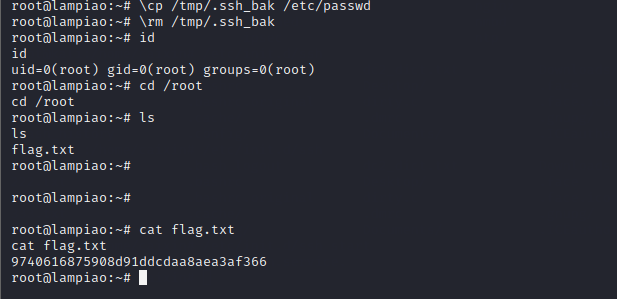 root@lampiao:~# \cp /tmp/.ssh_bak /etc/passwd
root@lampiao:~# \rm /tmp/.ssh_bak
root@lampiao:~# id
id
uid=0(root) gid=0(root) groups=0(root)
root@lampiao:~# cd /root
cd /root
root@lampiao:~# ls
ls
flag.txt
root@lampiao:~#
root@lampiao:~#
root@lampiao:~# cat flag.txt
cat flag.txt
9740616875908d91ddcdaa8aea3af366
root@lampiao:~#